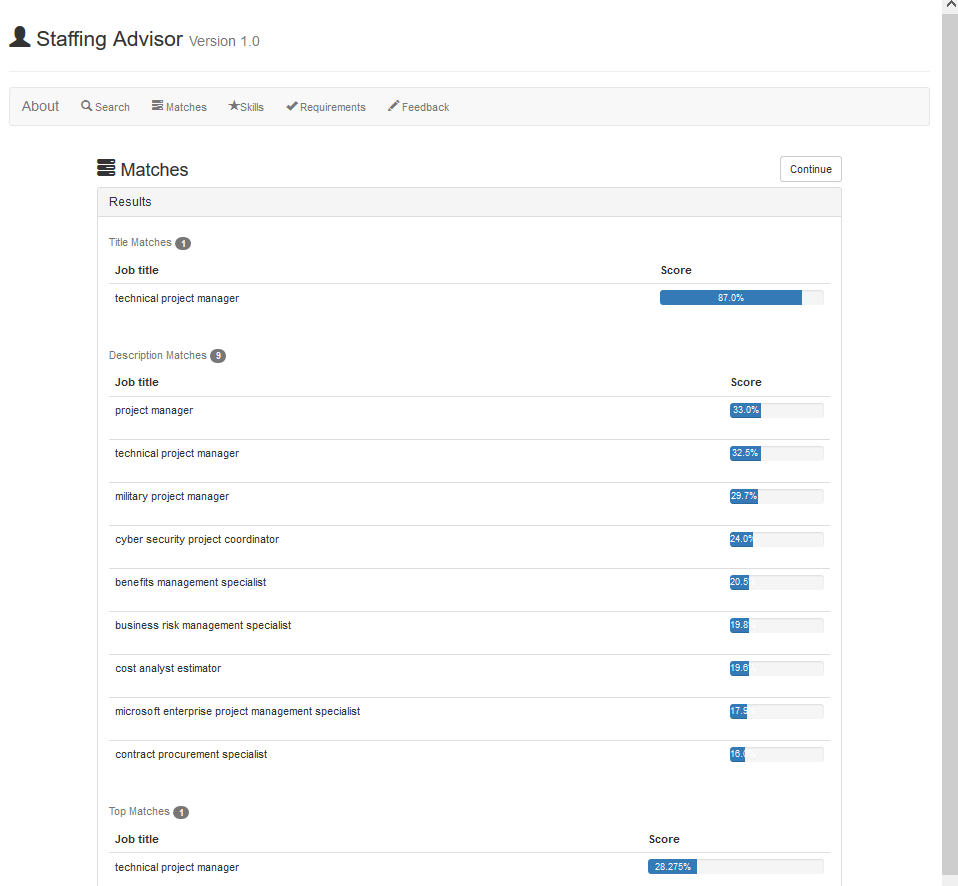 Staffing Advisor Version 1.0
About Search Matches Skills Requirements Feedback
Matches Continue
Results
Title Matches 1
Job title Score
technical project manager 87.0%
Description Matches 9
Job title Score
project manager 33.0%
technical project manager 32.5%
military project manager 29.7%
cyber security project coordinator 24.0%
benefits management specialist 20.5
business risk management specialist 19.8
cost analyst estimator 19.6
microsoft enterprise project management specialist 17.9
contract procurement specialist 16.
Top Matches 1
Job title Score
technical project manager 28.275%